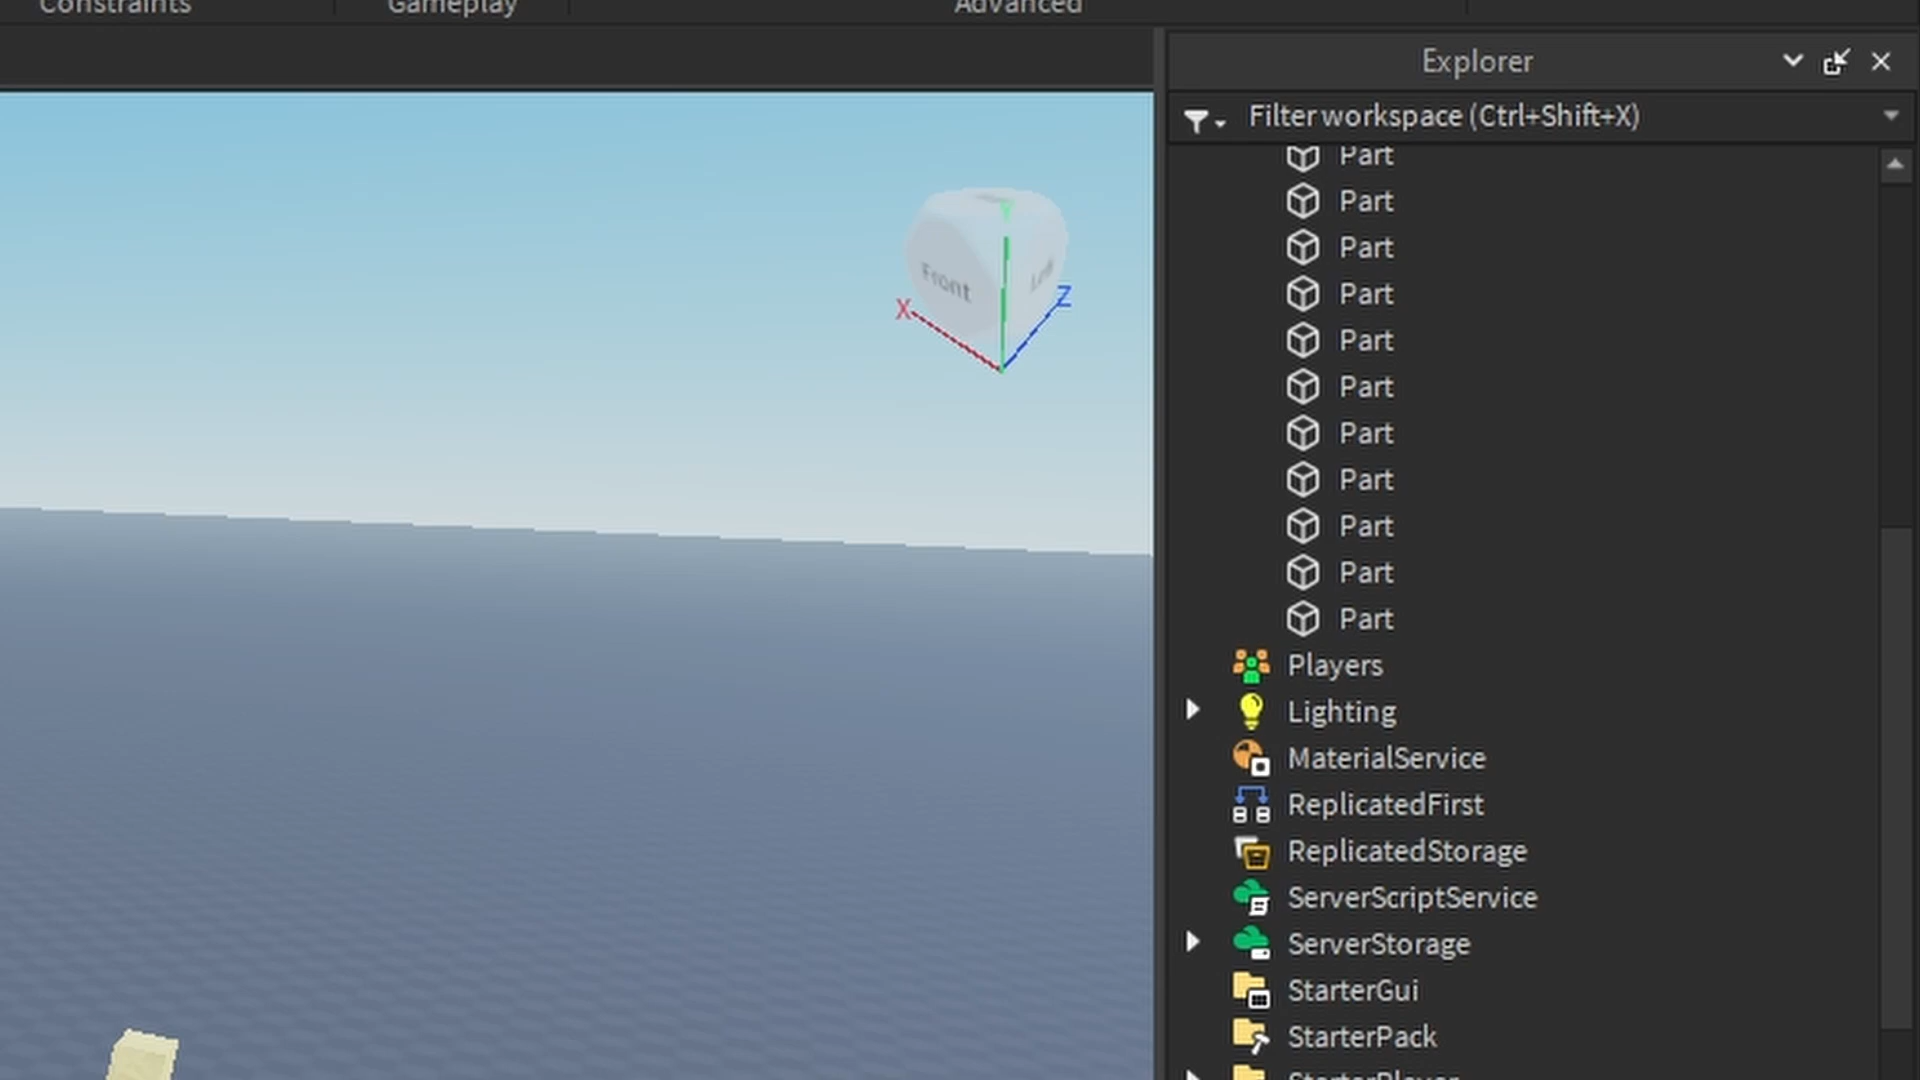 Constraints
Gameplay
Advanced
Explorer
Filter workspace (Ctrl+Shift+X)
Part
Part
Part
Part
Part
Part
Part
Part
Part
Part
Part
Front
X
Z
Players
Lighting
MaterialService
ReplicatedFirst
ReplicatedStorage
ServerScriptService
ServerStorage
StarterGui
StarterPack
StarterPlayer